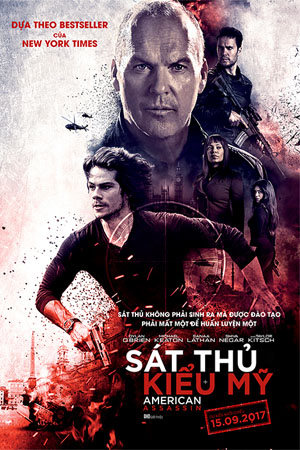 DỰA THEO BESTSELLER
CỦA
NEW YORK TIMES
SÁT THỦ KHÔNG PHẢI SINH RA MÀ ĐƯỢC ĐÀO TẠO
PHẢI MẤT MỘT ĐỂ HUẤN LUYỆN MỘT
DYLAN O'BRIEN MICHAEL KEATON SANAA LATHAN SHIVA NEGAR TAYLOR KITSCH
SÁT THỦ
KIỂU MỸ
AMERICAN
ASSASSIN
15.09.2017